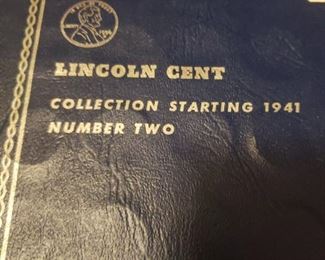 LINCOLN CENT
COLLECTION STARTING 1941
NUMBER TWO